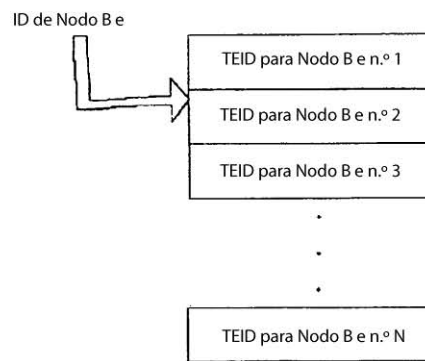 ID de Nodo B e
TEID para Nodo B e n.º 1
TEID para Nodo B e n.º 2
TEID para Nodo B e n.º 3
TEID para Nodo B e n.º N